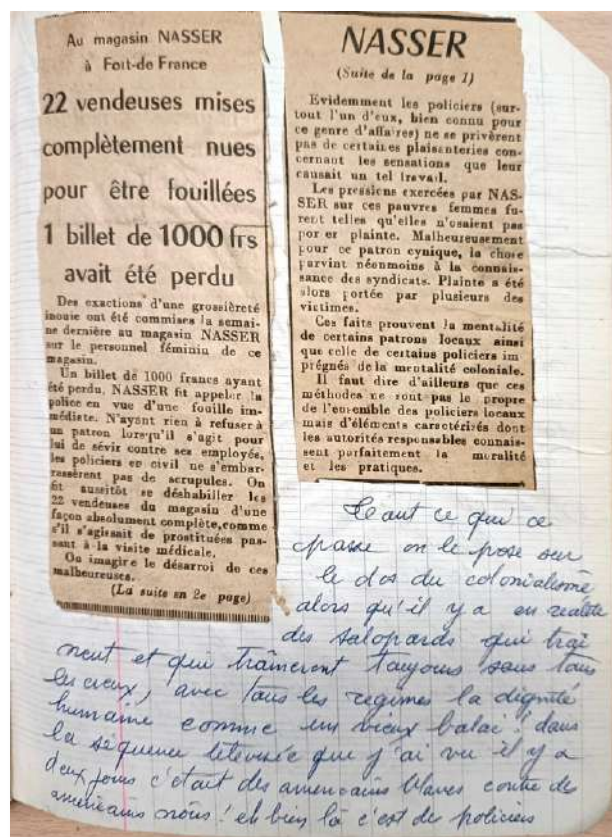 Au magasin NASSER
à Fort-de France
22 vendeuses mises
complètement nues
pour être fouillées
1 billet de 1000 frs
avait été perdu
Des exactions d'une grossièreté
inouïe ont été commises la semai-
ne dernière au magasin NASSER
sur le personnel féminin de ce
magasin.
Un billet de 1000 francs ayant
été perdu, NASSER fit appeler la
police en vue d'une fouille im-
médiate. N'ayant rien à refuser à
un patron lorsqu'il s'agit pour
lui de sévir contre ses employés,
les policiers en civil ne s'embar-
rassèrent pas de scrupules. On
fit aussitôt se déshabiller les
22 vendeuses du magasin d'une
façon absolument complète, comme
s'il s'agissait de prostituées pas-
sant à la visite médicale.
On imagire le désarroi de ces
malheureuses.
(La suite en 2e page)
NASSER
(Suite de la page 1)
Evidemment les policiers (sur-
tout l'un d'eux, bien connu pour
ce genre d'affaires) ne se privèrent
pas de certaines plaisanteries con-
cernant les sensations que leur
causait un tel travail.
Les pressions exercées par NAS-
SER sur ces pauvres femmes fu-
rent telles qu'elles n'osaient pas
por er plainte. Malheureusement
pour ce patron cynique, la chose
parvint néonmoins à la connais-
sance des syndicats. Plainte a été
alors portée par plusieurs des
victimes.
Ces faits prouvent la mentalité
de certains patrons locaux ainsi
que celle de certains policiers im
prégnés de la mentalité coloniale.
Il faut dire d'ailleurs que ces
méthodes ne sont pas le propre
de l'ensemble des policiers locaux
mais d'éléments caractérisés dont
les autorités responsables connais-
sent parfaitement la moralité
et les pratiques.
ce qui ce
passe on le pose sur
le dos du colonialisme
alors qu'il y a en realité
des salopards qui traî
nent et qui traîneront toujours sous tous
les cieux, avec tous les regimes la dignité
humaine comme un vieux balai ! dans
la séquence télévisée que j'ai vu il y a
deux jours c'était des americains blancs contre des
americains noirs ! eh bien là c'est des policiers